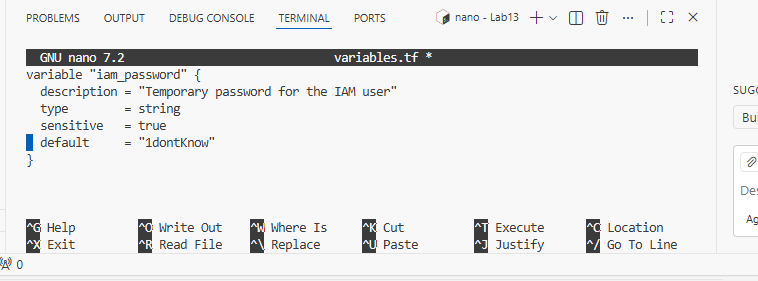 PROBLEMS OUTPUT DEBUG CONSOLE TERMINAL PORTS nano - Lab13
GNU nano 7.2 variables.tf *
variable "iam_password" {
description = "Temporary password for the IAM user"
type = string
sensitive = true
default = "1dontKnow"
}
^G Help ^O Write Out ^W Where Is ^K Cut ^T Execute ^C Location
^X Exit ^R Read File ^\ Replace ^U Paste ^J Justify ^/ Go To Line
0